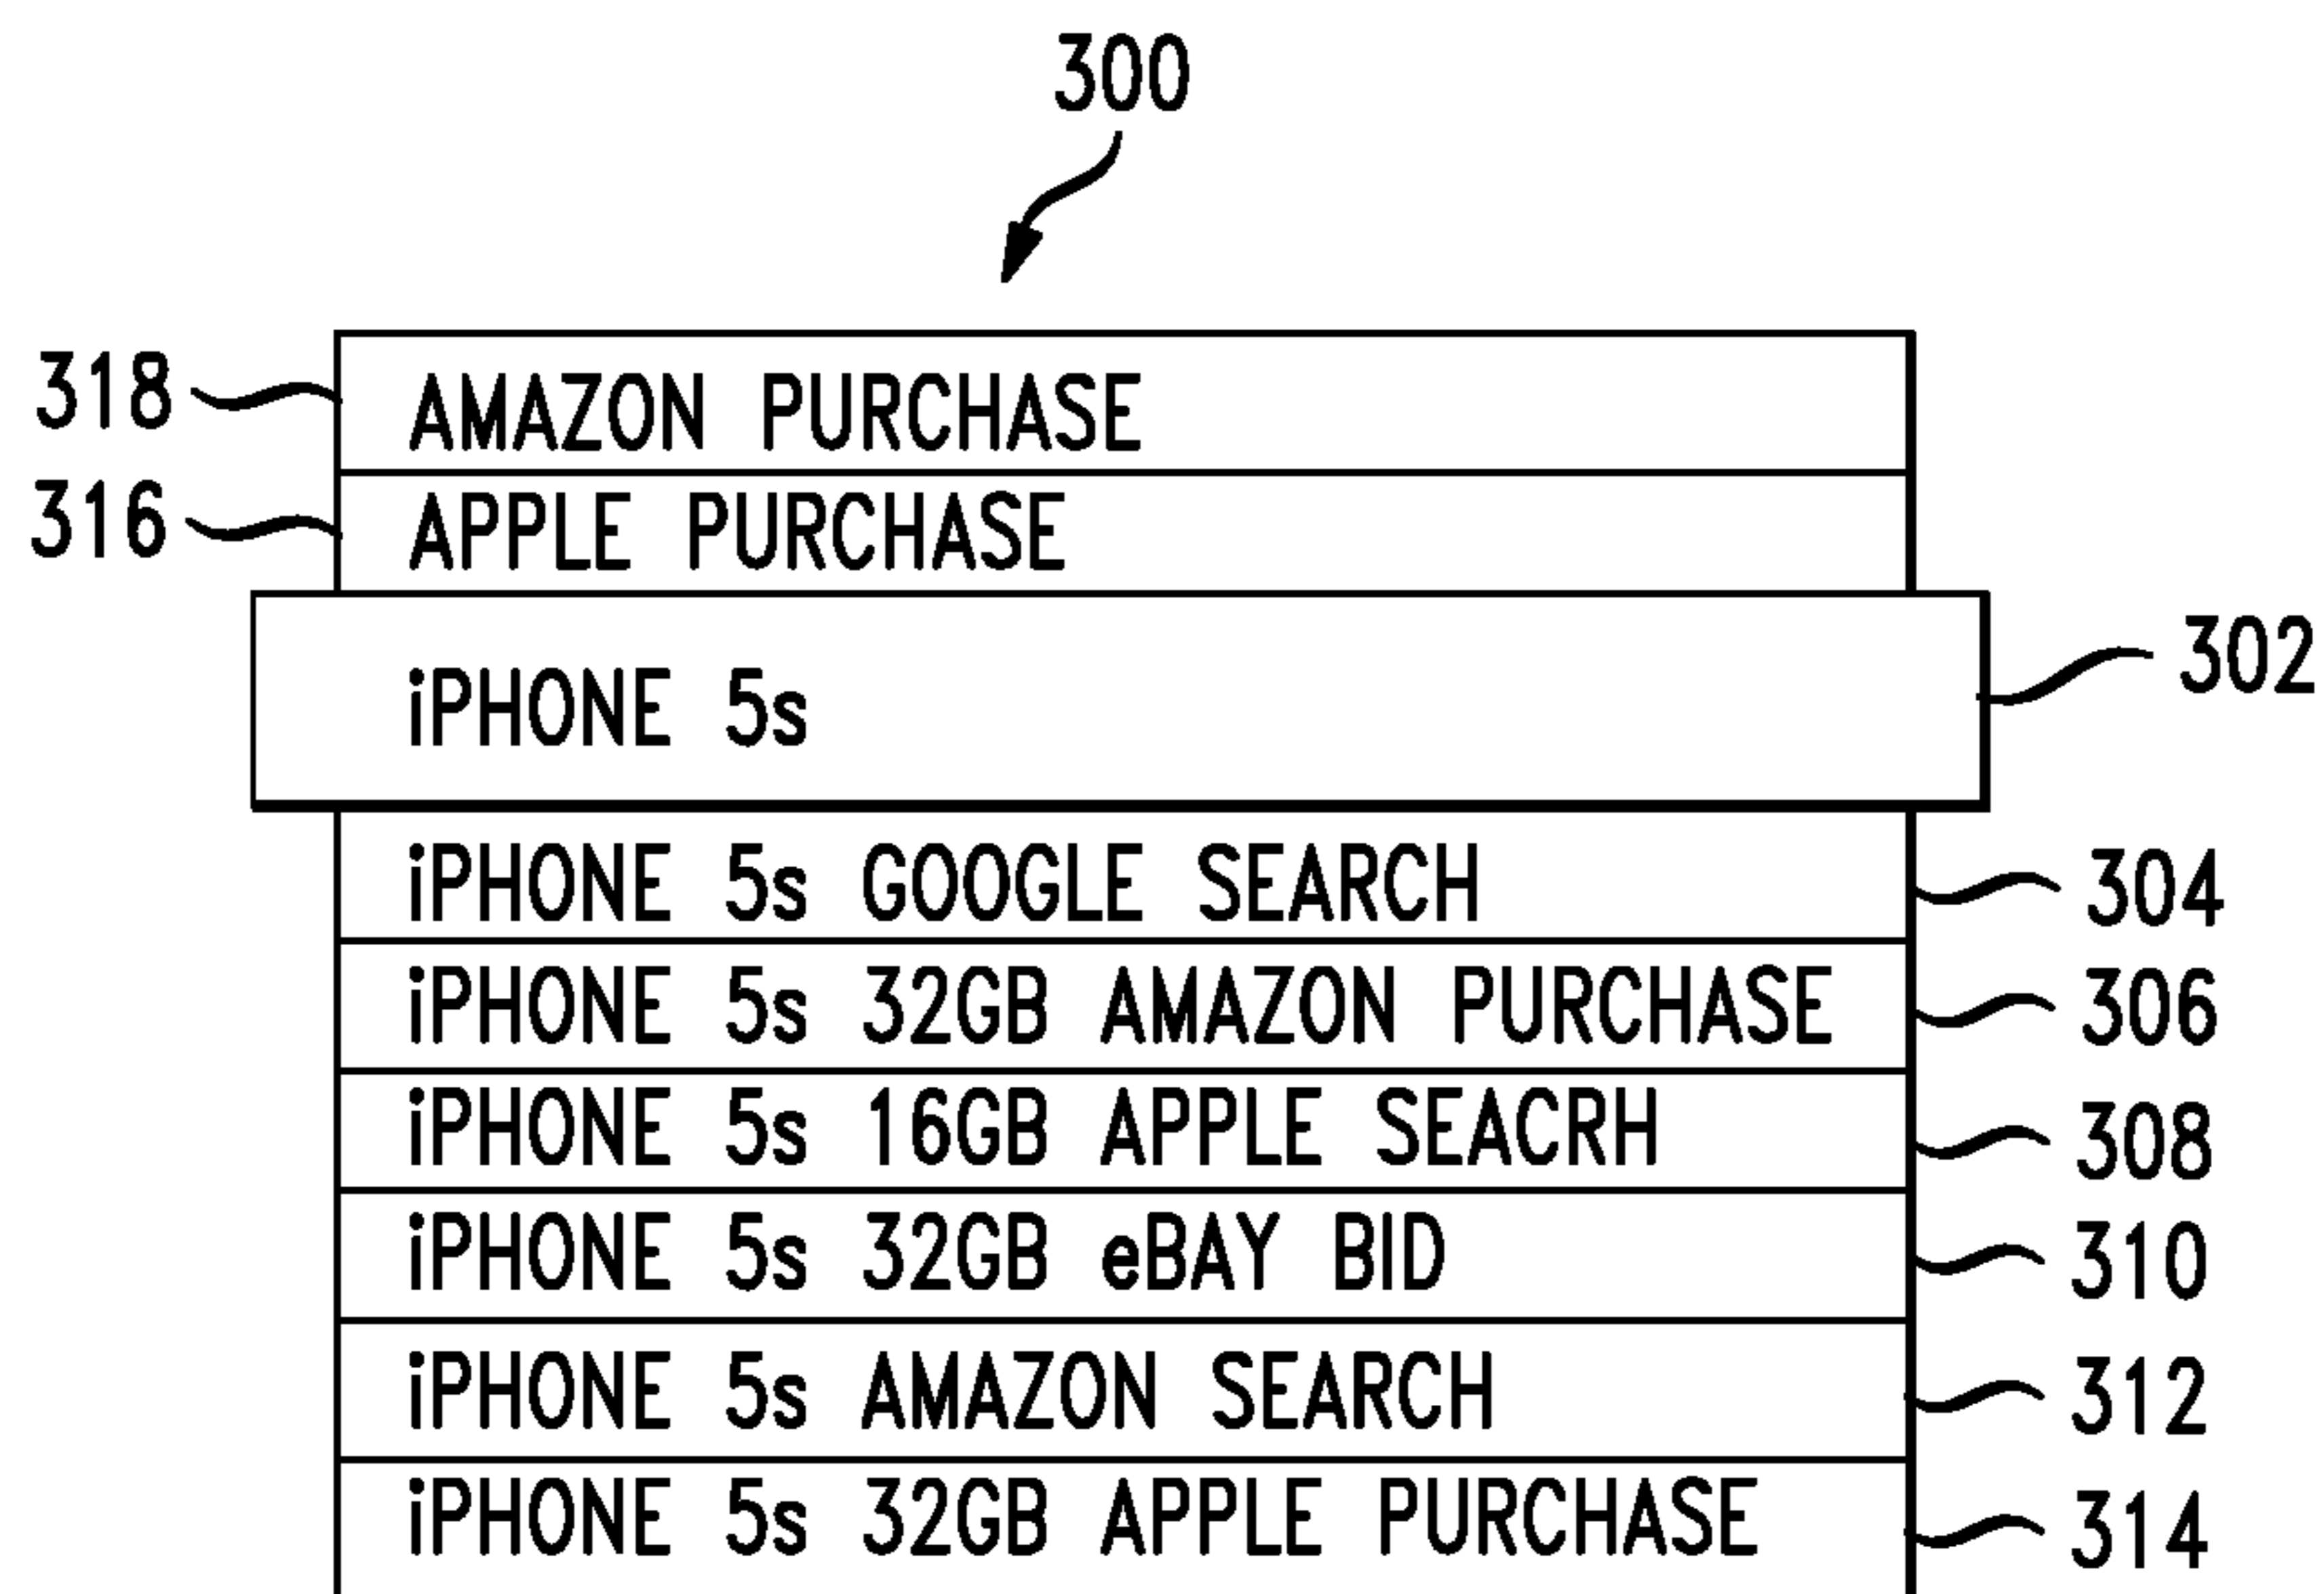 300
318 AMAZON PURCHASE
316 APPLE PURCHASE
iPHONE 5s 302
iPHONE 5s GOOGLE SEARCH 304
iPHONE 5s 32GB AMAZON PURCHASE 306
iPHONE 5s 16GB APPLE SEACRH 308
iPHONE 5s 32GB eBAY BID 310
iPHONE 5s AMAZON SEARCH 312
iPHONE 5s 32GB APPLE PURCHASE 314